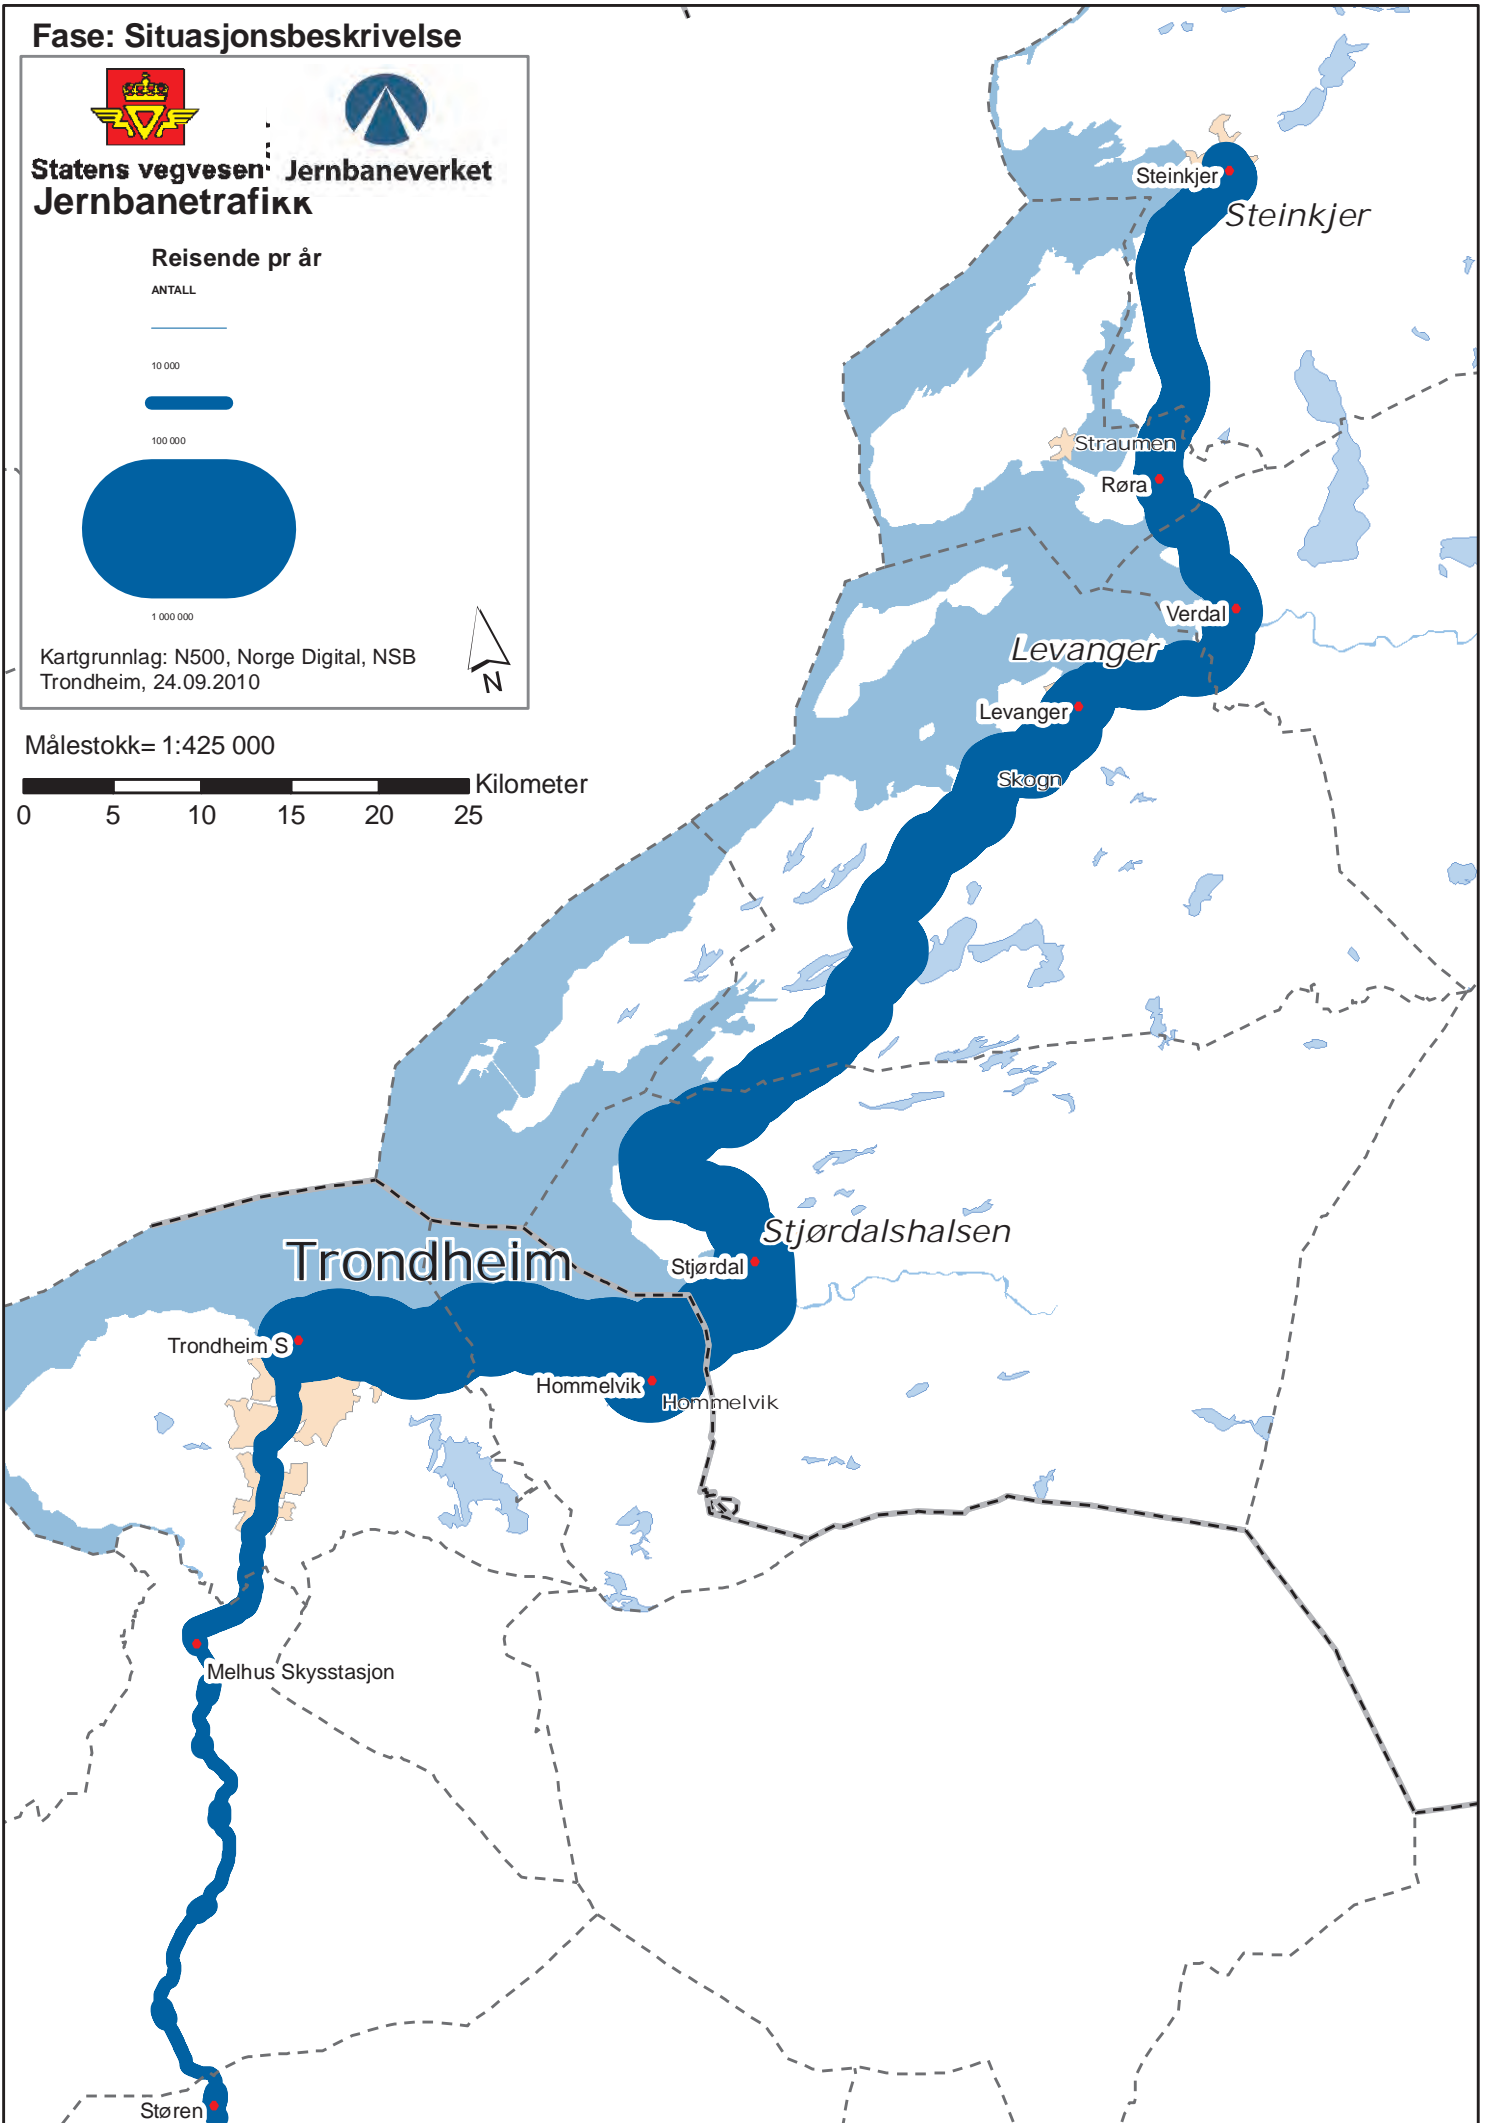 Fase: Situasjonsbeskrivelse
Statens vegvesen
Jernbaneverket
Jernbanetrafikk
Reisende pr år
ANTALL
10 000
100 000
1 000 000
Kartgrunnlag: N500, Norge Digital, NSB
Trondheim, 24.09.2010
N
Målestokk= 1:425 000
Kilometer
0 5 10 15 20 25
Steinkjer
Steinkjer
Straumen
Røra
Verdal
Levanger
Levanger
Skogn
Stjørdalshalsen
Trondheim
Stjørdal
Trondheim S
Hommelvik
Hommelvik
Melhus Skysstasjon
Støren